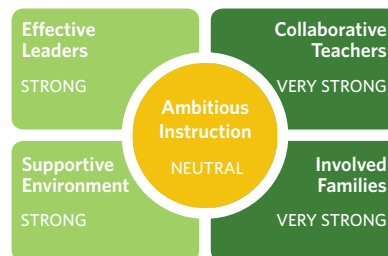 Effective
Leaders
STRONG
Collaborative
Teachers
VERY STRONG
Ambitious
Instruction
NEUTRAL
Supportive
Environment
STRONG
Involved
Families
VERY STRONG